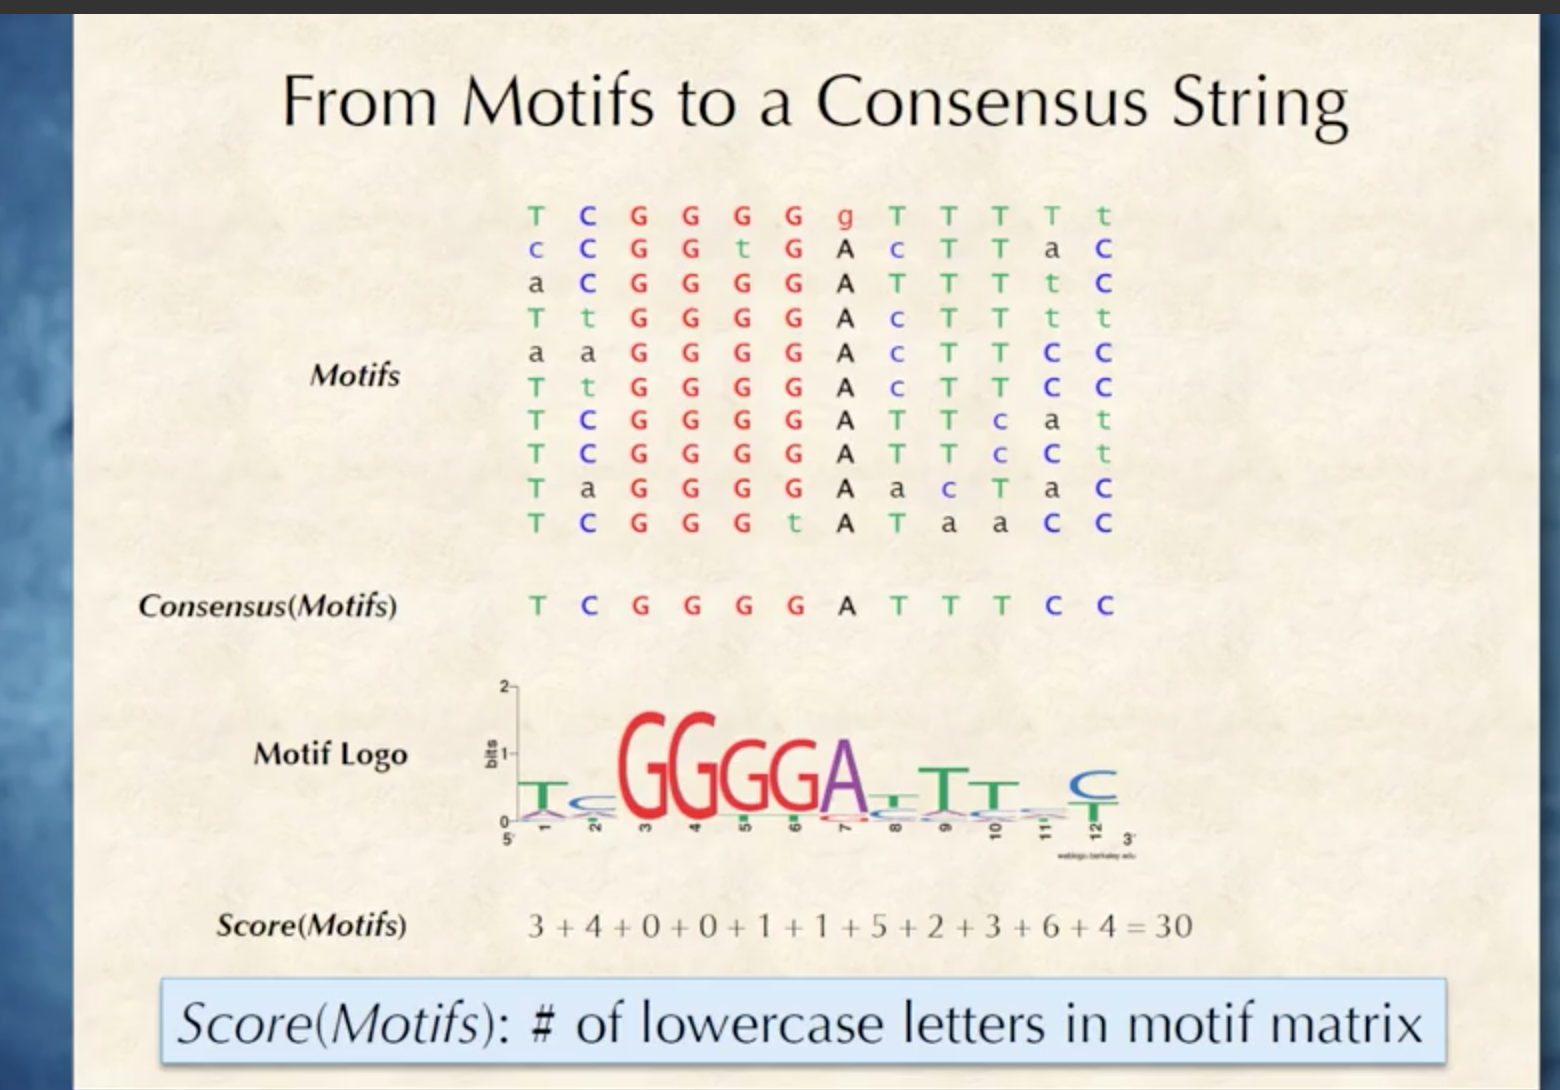 From Motifs to a Consensus String
T C G G G G g T T T T t
c C G G t G A c T T a C
a C G G G G A T T T t C
T t G G G G A c T T t t
a a G G G G A c T T C C
Motifs
T t G G G G A c T T C C
T C G G G G A T T c a t
T C G G G G A T T c C t
T a G G G G A a c T a C
T C G G G t A T a a C C
Consensus(Motifs) T C G G G G A T T T C C
Motif Logo
2
bits
1
0
T C G G G G A T T T C
T
5' 1 2 3 4 5 6 7 8 9 10 11 12 3'
weblogo.berkeley.edu
Score(Motifs) 3 + 4 + 0 + 0 + 1 + 1 + 5 + 2 + 3 + 6 + 4 = 30
Score(Motifs): # of lowercase letters in motif matrix